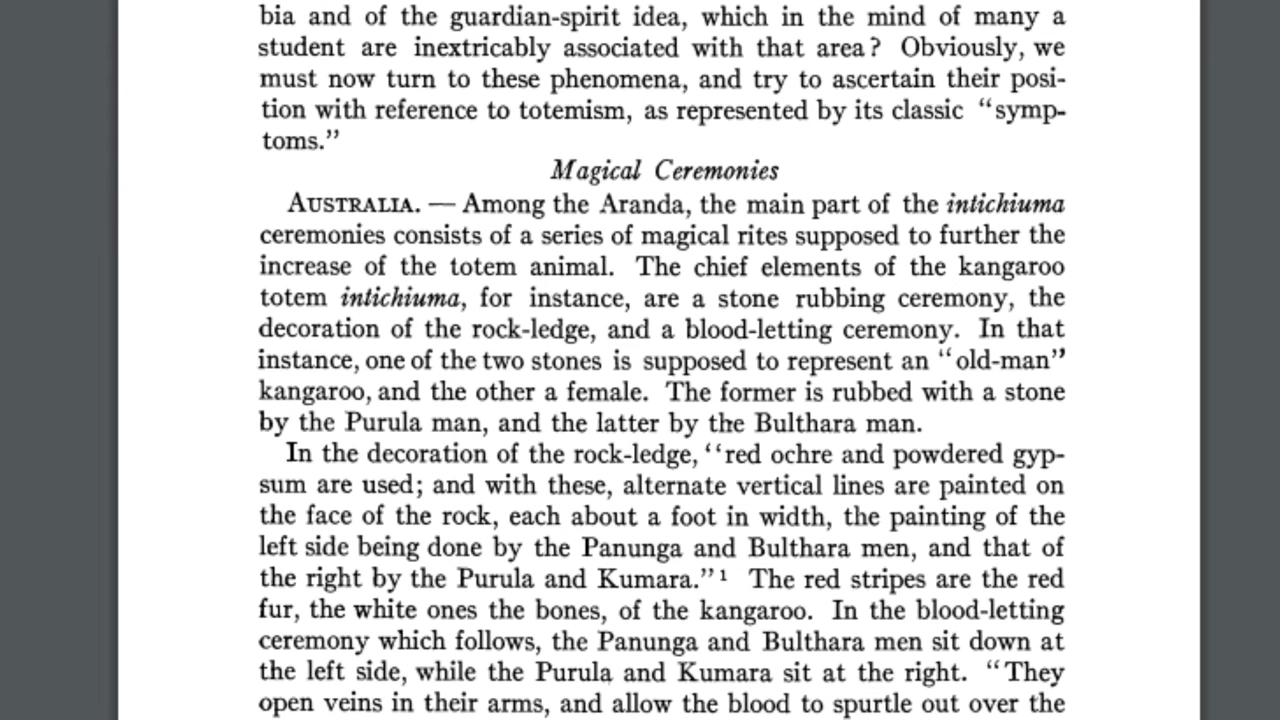 bia and of the guardian-spirit idea, which in the mind of many a
student are inextricably associated with that area? Obviously, we
must now turn to these phenomena, and try to ascertain their posi-
tion with reference to totemism, as represented by its classic “symp-
toms.”
Magical Ceremonies
AUSTRALIA. — Among the Aranda, the main part of the intichiuma
ceremonies consists of a series of magical rites supposed to further the
increase of the totem animal. The chief elements of the kangaroo
totem intichiuma, for instance, are a stone rubbing ceremony, the
decoration of the rock-ledge, and a blood-letting ceremony. In that
instance, one of the two stones is supposed to represent an “old-man”
kangaroo, and the other a female. The former is rubbed with a stone
by the Purula man, and the latter by the Bulthara man.
In the decoration of the rock-ledge, “red ochre and powdered gyp-
sum are used; and with these, alternate vertical lines are painted on
the face of the rock, each about a foot in width, the painting of the
left side being done by the Panunga and Bulthara men, and that of
the right by the Purula and Kumara.”¹ The red stripes are the red
fur, the white ones the bones, of the kangaroo. In the blood-letting
ceremony which follows, the Panunga and Bulthara men sit down at
the left side, while the Purula and Kumara sit at the right. “They
open veins in their arms, and allow the blood to spurtle out over the